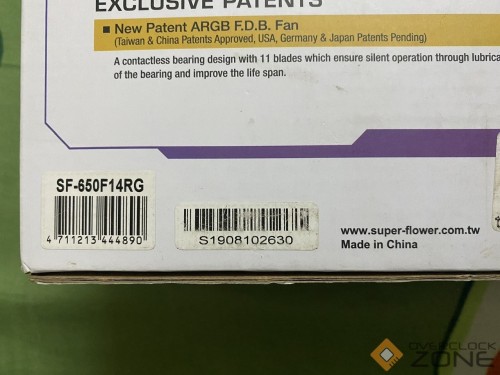 EXCLUSIVE PATENTS
■ New Patent ARGB F.D.B. Fan
(Taiwan & China Patents Approved, USA, Germany & Japan Patents Pending)
A contactless bearing design with 11 blades which ensure silent operation through
of the bearing and improve the life span.
SF-650F14RG
4 711213 444890
S1908102630
www.super-flower.com.tw
Made in China
OVERCLOCK
ZONE